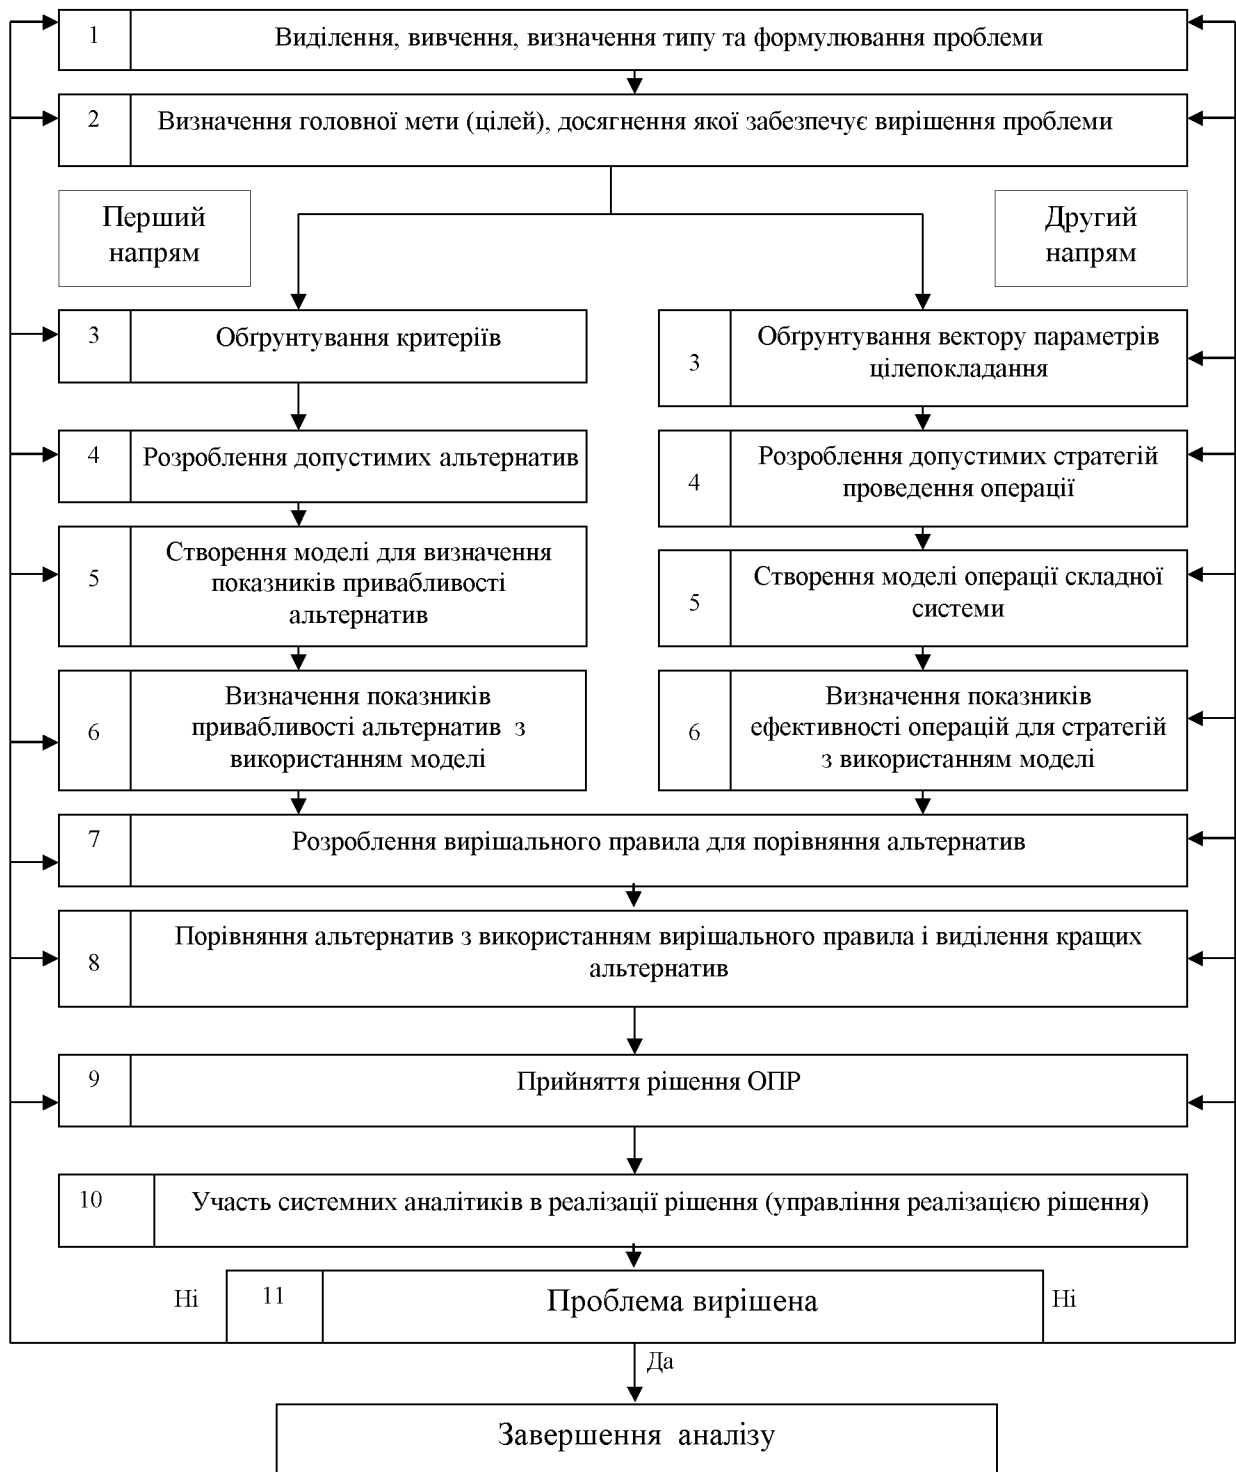 1
Виділення, вивчення, визначення типу та формулювання проблеми
2
Визначення головної мети (цілей), досягнення якої забезпечує вирішення проблеми
Перший
напрям
Другий
напрям
3
Обґрунтування критеріїв
3
Обґрунтування вектору параметрів
цілепокладання
4
Розроблення допустимих альтернатив
4
Розроблення допустимих стратегій
проведення операції
5
Створення моделі для визначення
показників привабливості
альтернатив
5
Створення моделі операції складної
системи
6
Визначення показників
привабливості альтернатив з
використанням моделі
6
Визначення показників
ефективності операцій для стратегій
з використанням моделі
7
Розроблення вирішального правила для порівняння альтернатив
8
Порівняння альтернатив з використанням вирішального правила і виділення кращих
альтернатив
9
Прийняття рішення ОПР
10
Участь системних аналітиків в реалізації рішення (управління реалізацією рішення)
Ні
11
Проблема вирішена
Ні
Да
Завершення аналізу